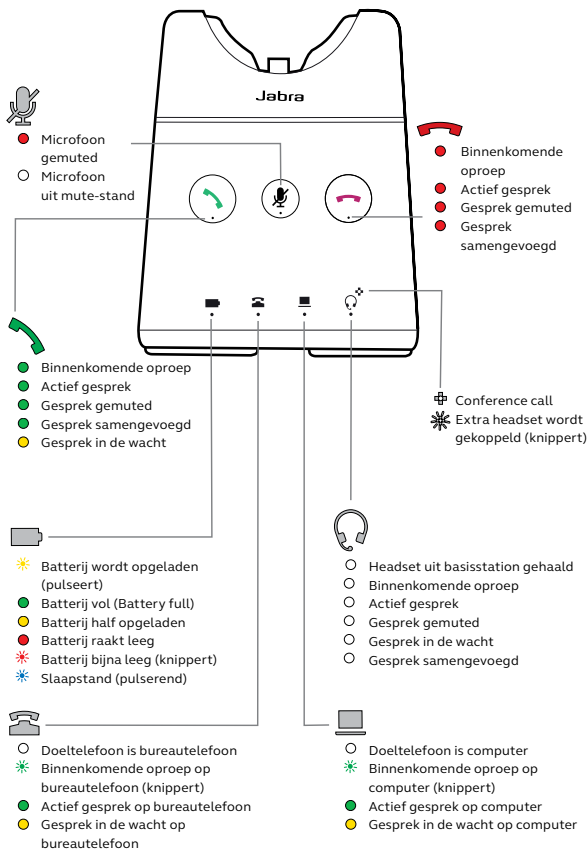 Jabra
Microfoon
gemuted
Microfoon
uit mute-stand
Binnenkomende
oproep
Actief gesprek
Gesprek gemuted
Gesprek
samengevoegd
Binnenkomende oproep
Actief gesprek
Gesprek gemuted
Gesprek samengevoegd
Gesprek in de wacht
Conference call
Extra headset wordt
gekoppeld (knippert)
Batterij wordt opgeladen
(pulseert)
Batterij vol (Battery full)
Batterij half opgeladen
Batterij raakt leeg
Batterij bijna leeg (knippert)
Slaapstand (pulserend)
Headset uit basisstation gehaald
Binnenkomende oproep
Actief gesprek
Gesprek gemuted
Gesprek in de wacht
Gesprek samengevoegd
Doeltelefoon is bureautelefoon
Binnenkomende oproep op
bureautelefoon (knippert)
Actief gesprek op bureautelefoon
Gesprek in de wacht op
bureautelefoon
Doeltelefoon is computer
Binnenkomende oproep op
computer (knippert)
Actief gesprek op computer
Gesprek in de wacht op computer